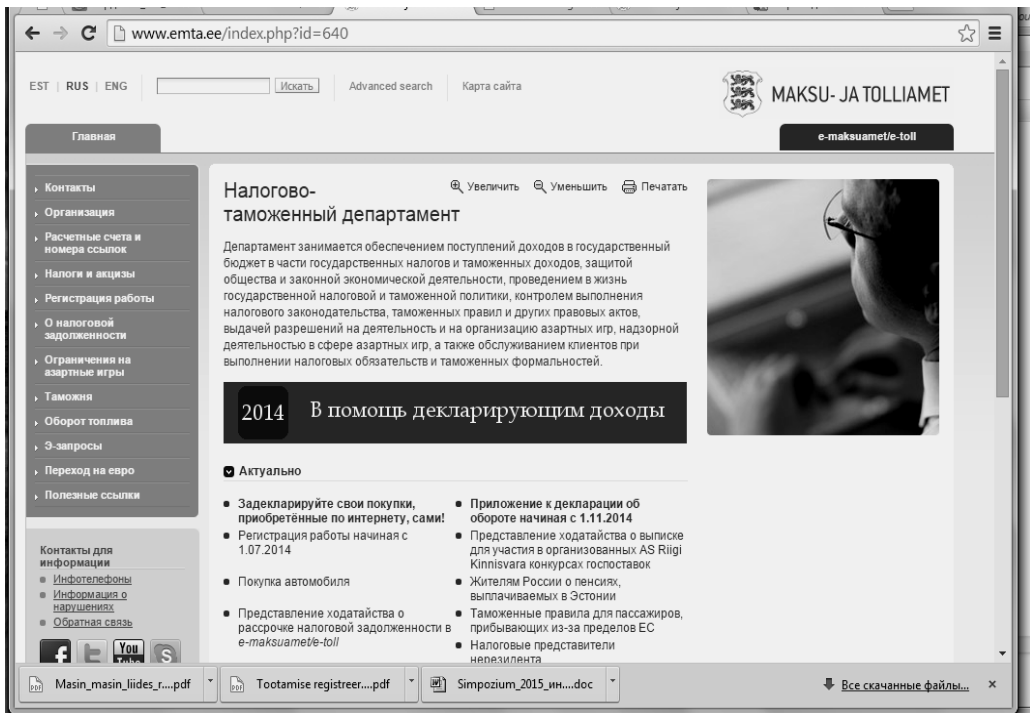 www.emta.ee/index.php?id=640
EST | RUS | ENG
Искать
Advanced search
Карта сайта
MAKSU- JA TOLLIAMET
Главная
e-maksuamet/e-toll
Контакты
Организация
Расчетные счета и
номера ссылок
Налоги и акцизы
Регистрация работы
О налоговой
задолженности
Ограничения на
азартные игры
Таможня
Оборот топлива
Э-запросы
Переход на евро
Полезные ссылки
Контакты для
информации
Инфотелефоны
Информация о
нарушениях
Обратная связь
You
Tube
Увеличить
Уменьшить
Печатать
Налогово-
таможенный департамент
Департамент занимается обеспечением поступлений доходов в государственный
бюджет в части государственных налогов и таможенных доходов, защитой
общества и законной экономической деятельности, проведением в жизнь
государственной налоговой и таможенной политики, контролем выполнения
налогового законодательства, таможенных правил и других правовых актов,
выдачей разрешений на деятельность и на организацию азартных игр, надзорной
деятельностью в сфере азартных игр, а также обслуживанием клиентов при
выполнении налоговых обязательств и таможенных формальностей.
2014 В помощь декларирующим доходы
Актуально
Задекларируйте свои покупки,
приобретённые по интернету, сами!
Регистрация работы начиная с
1.07.2014
Покупка автомобиля
Представление ходатайства о
рассрочке налоговой задолженности в
e-maksuamet/e-toll
Приложение к декларации об
обороте начиная с 1.11.2014
Представление ходатайства о выписке
для участия в организованных AS Riigi
Kinnisvara конкурсах госпоставок
Жителям России о пенсиях,
выплачиваемых в Эстонии
Таможенные правила для пассажиров,
прибывающих из-за пределов ЕС
Налоговые представители
нерезидента
Masin_masin_liides_r....pdf
Tootamise registreer....pdf
Simpozium_2015_ин....doc
Все скачанные файлы...